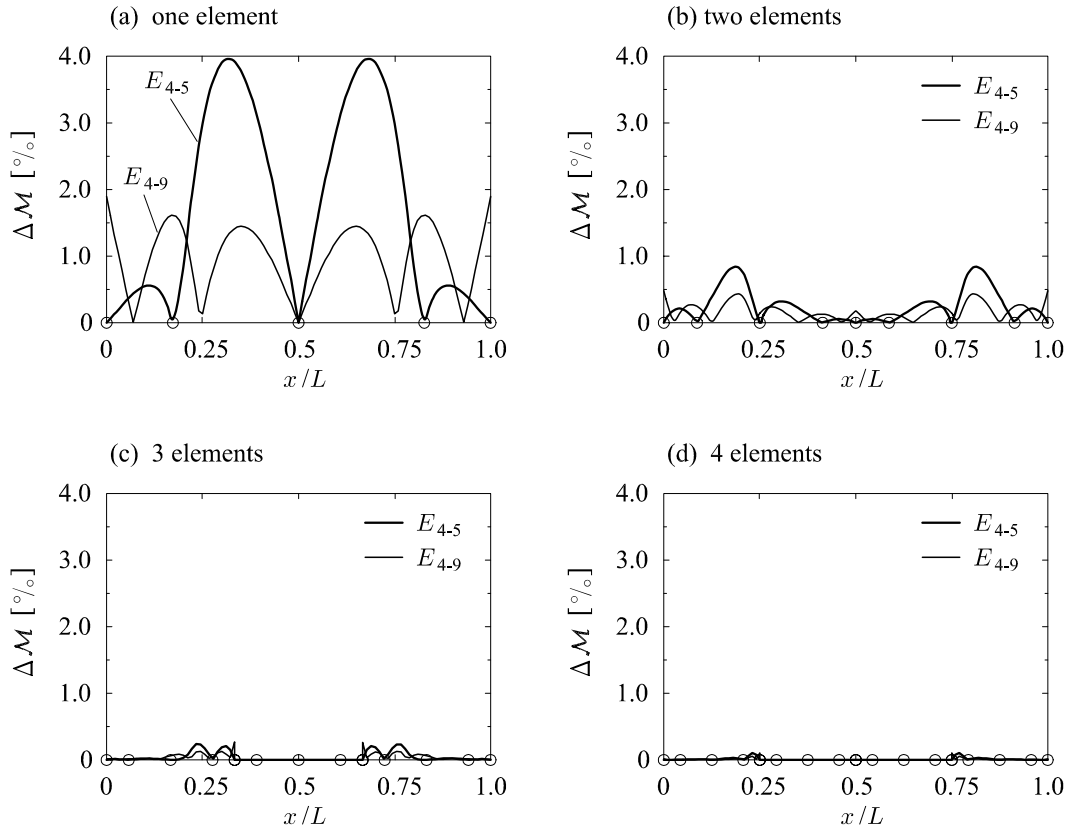 (a) one element
4.0
3.0
2.0
1.0
0
Δ𝓜 [%]
E4-5
E4-9
0 0.25 0.5 0.75 1.0
x/L
(b) two elements
4.0
3.0
2.0
1.0
0
Δ𝓜 [%]
E4-5
E4-9
0 0.25 0.5 0.75 1.0
x/L
(c) 3 elements
4.0
3.0
2.0
1.0
0
Δ𝓜 [%]
E4-5
E4-9
0 0.25 0.5 0.75 1.0
x/L
(d) 4 elements
4.0
3.0
2.0
1.0
0
Δ𝓜 [%]
E4-5
E4-9
0 0.25 0.5 0.75 1.0
x/L